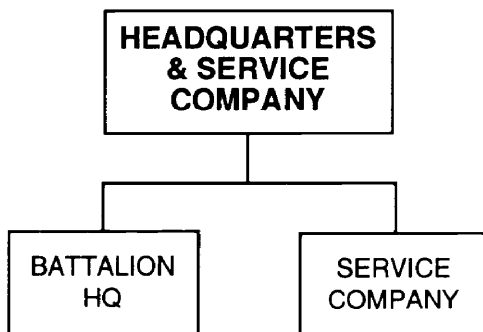 HEADQUARTERS
& SERVICE
COMPANY
BATTALION
HQ
SERVICE
COMPANY